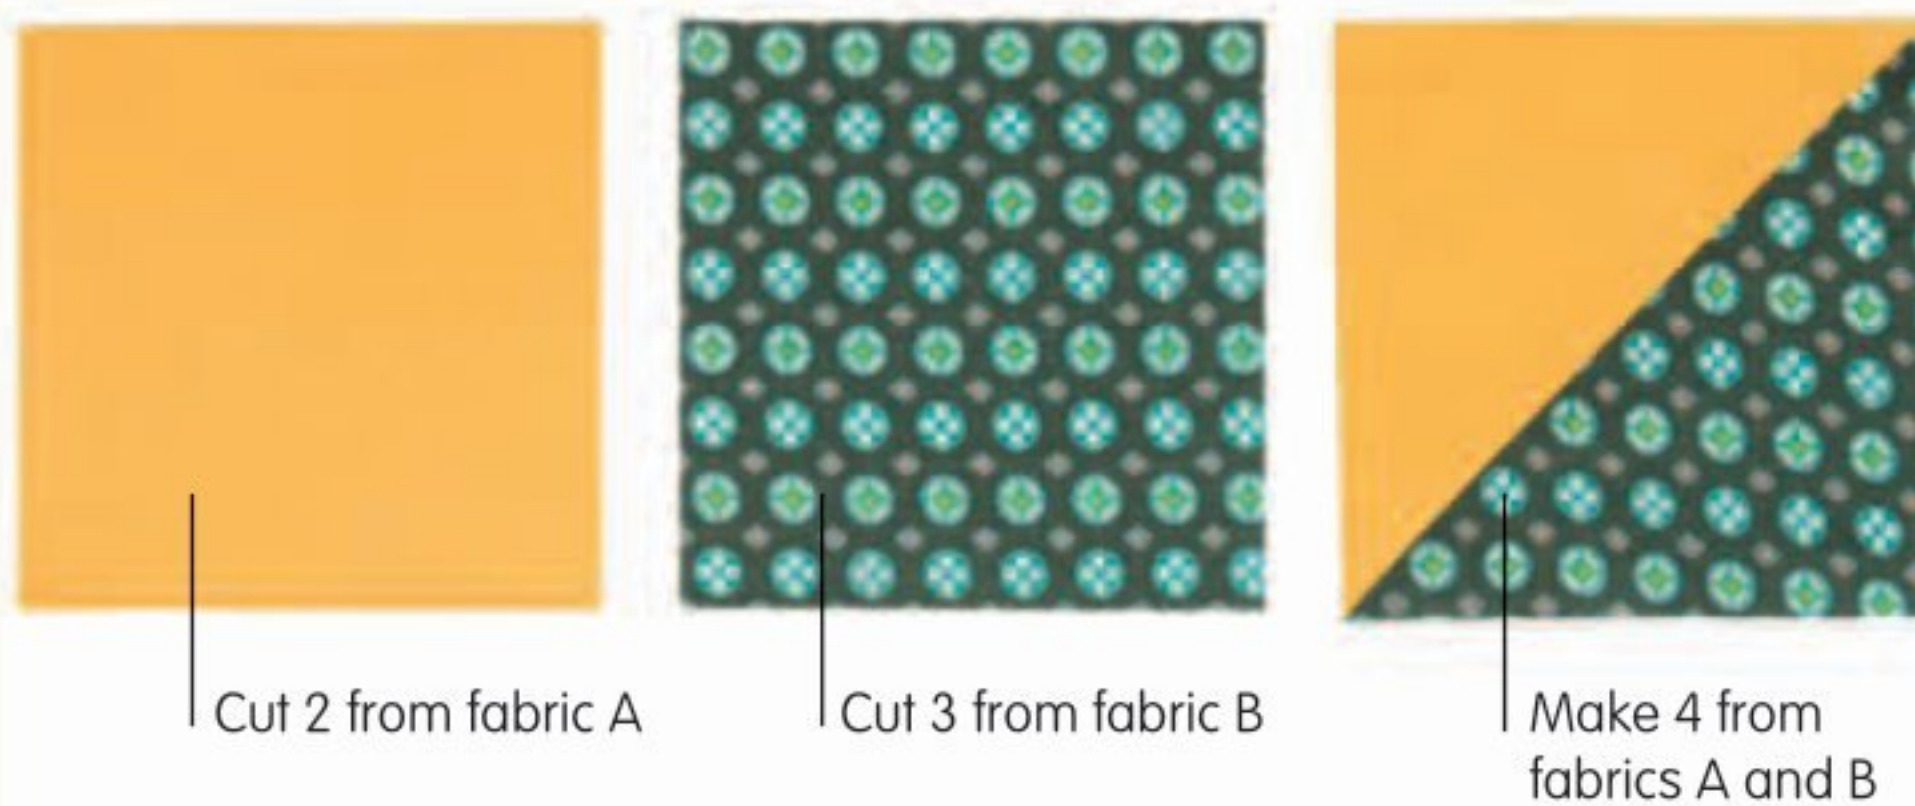 Cut 2 from fabric A
Cut 3 from fabric B
Make 4 from
fabrics A and B